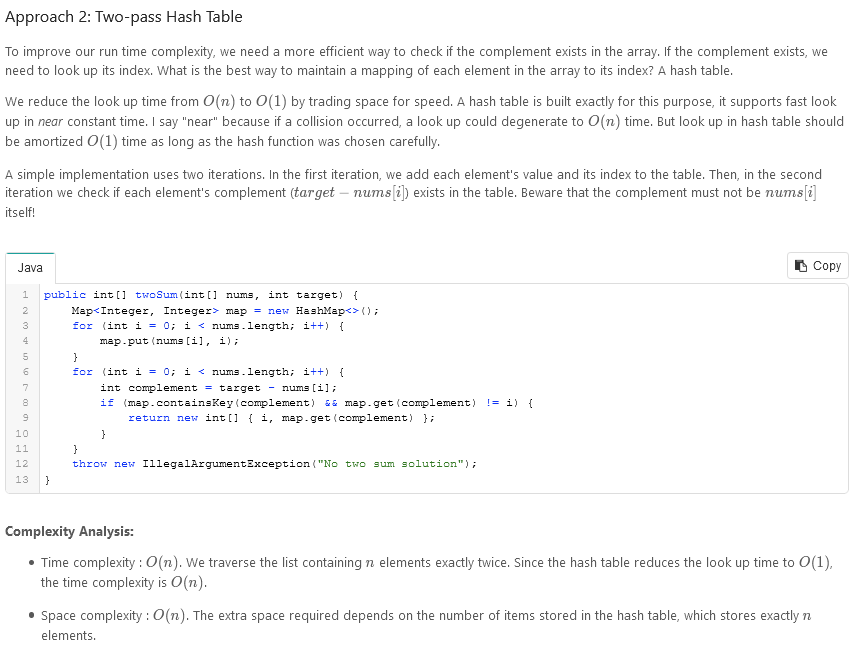 Approach 2: Two-pass Hash Table
To improve our run time complexity, we need a more efficient way to check if the complement exists in the array. If the complement exists, we
need to look up its index. What is the best way to maintain a mapping of each element in the array to its index? A hash table.
We reduce the look up time from O(n) to O(1) by trading space for speed. A hash table is built exactly for this purpose, it supports fast look
up in near constant time. I say "near" because if a collision occurred, a look up could degenerate to O(n) time. But look up in hash table should
be amortized O(1) time as long as the hash function was chosen carefully.
A simple implementation uses two iterations. In the first iteration, we add each element's value and its index to the table. Then, in the second
iteration we check if each element's complement (target − nums[i]) exists in the table. Beware that the complement must not be nums[i]
itself!
Java
Copy
1 public int[] twoSum(int[] nums, int target) {
2     Map<Integer, Integer> map = new HashMap<>();
3     for (int i = 0; i < nums.length; i++) {
4         map.put(nums[i], i);
5     }
6     for (int i = 0; i < nums.length; i++) {
7         int complement = target - nums[i];
8         if (map.containsKey(complement) && map.get(complement) != i) {
9             return new int[] { i, map.get(complement) };
10         }
11     }
12     throw new IllegalArgumentException("No two sum solution");
13 }
Complexity Analysis:
• Time complexity : O(n). We traverse the list containing n elements exactly twice. Since the hash table reduces the look up time to O(1),
the time complexity is O(n).
• Space complexity : O(n). The extra space required depends on the number of items stored in the hash table, which stores exactly n
elements.